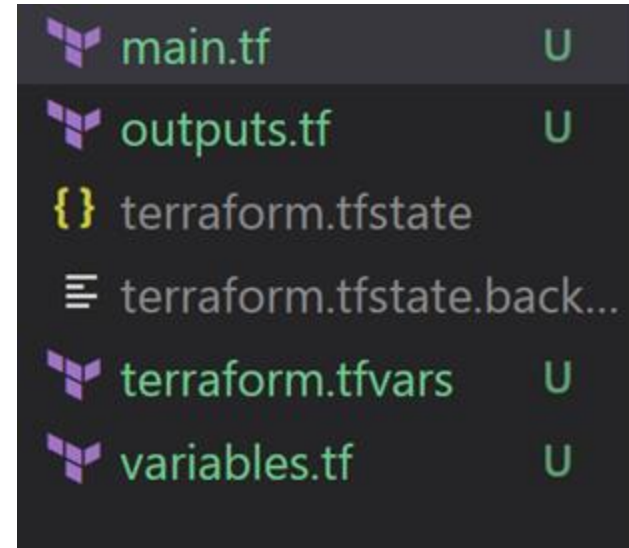 main.tf U
outputs.tf U
{} terraform.tfstate
terraform.tfstate.back...
terraform.tfvars U
variables.tf U